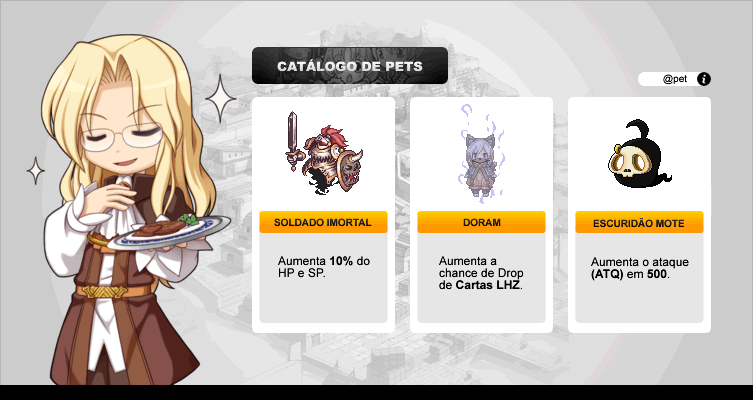 CATÁLOGO DE PETS
@pet
i
SOLDADO IMORTAL
Aumenta 10% do
HP e SP.
DORAM
Aumenta a
chance de Drop
de Cartas LHZ.
ESCURIDÃO MOTE
Aumenta o ataque
(ATQ) em 500.